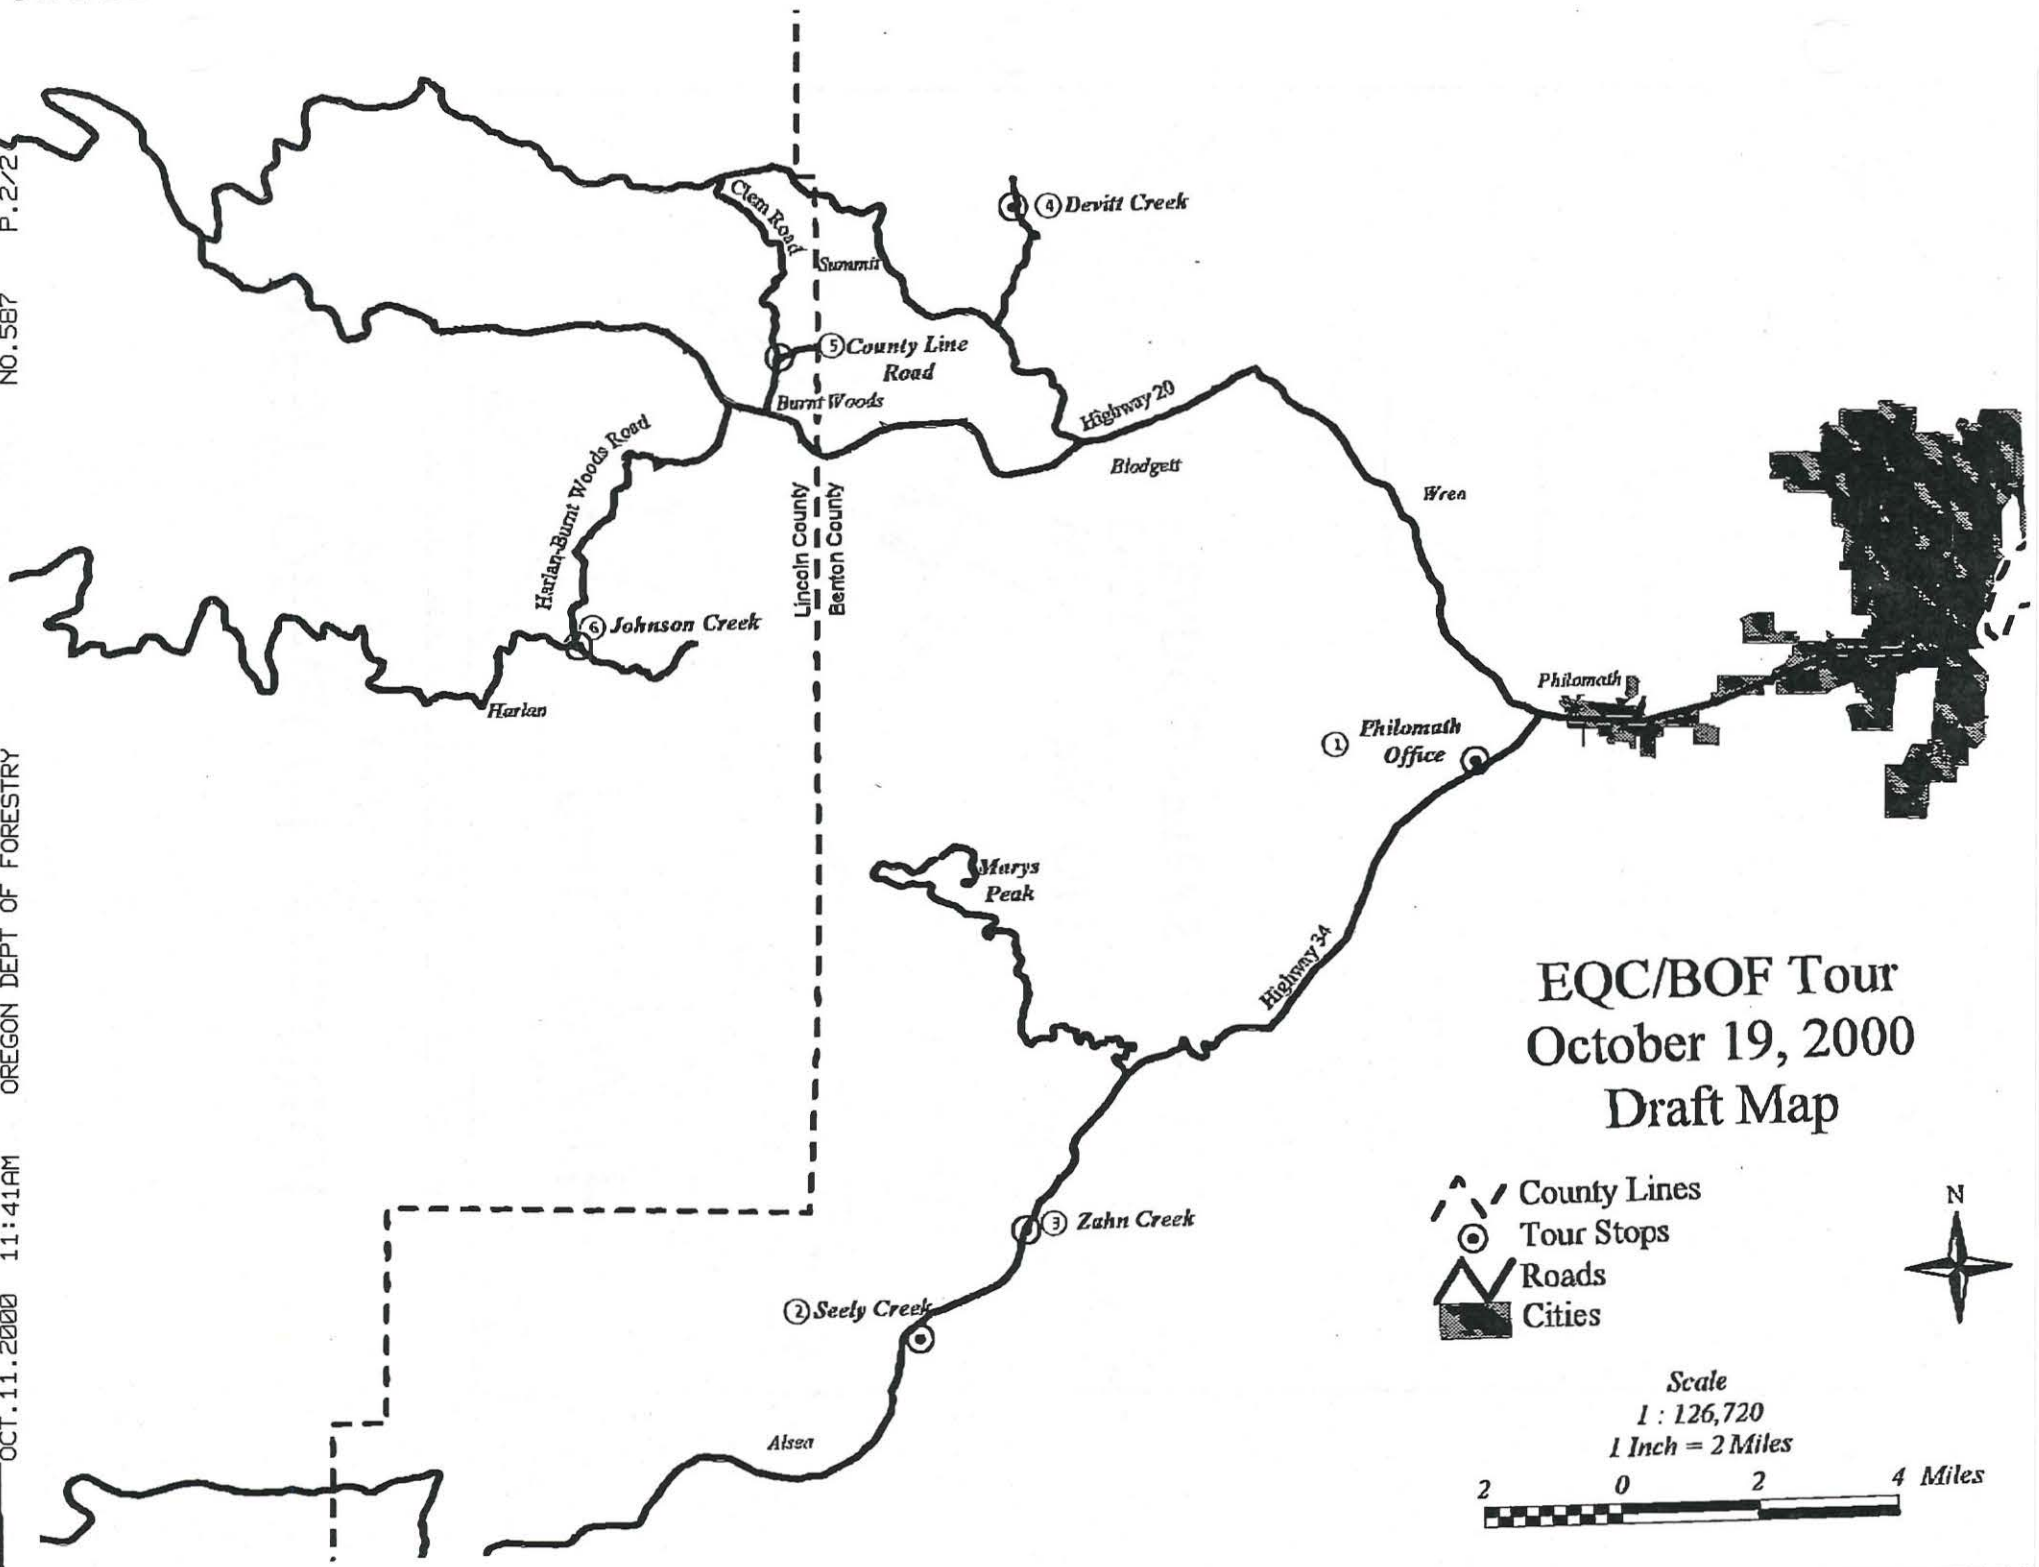 OCT.11.2000 11:41AM OREGON DEPT OF FORESTRY NO.587 P.2/2
Clem Road
④ Devitt Creek
Summit
⑤ County Line
Road
Burnt Woods
Highway 20
Blodgett
Harlan-Burnt Woods Road
Wren
Lincoln County
Benton County
⑥ Johnson Creek
Harlan
Philomath
① Philomath
Office
Marys
Peak
Highway 34
EQC/BOF Tour
October 19, 2000
Draft Map
③ Zahn Creek
② Seely Creek
Alsea
County Lines
Tour Stops
Roads
Cities
N
Scale
1 : 126,720
1 Inch = 2 Miles
2 0 2 4 Miles